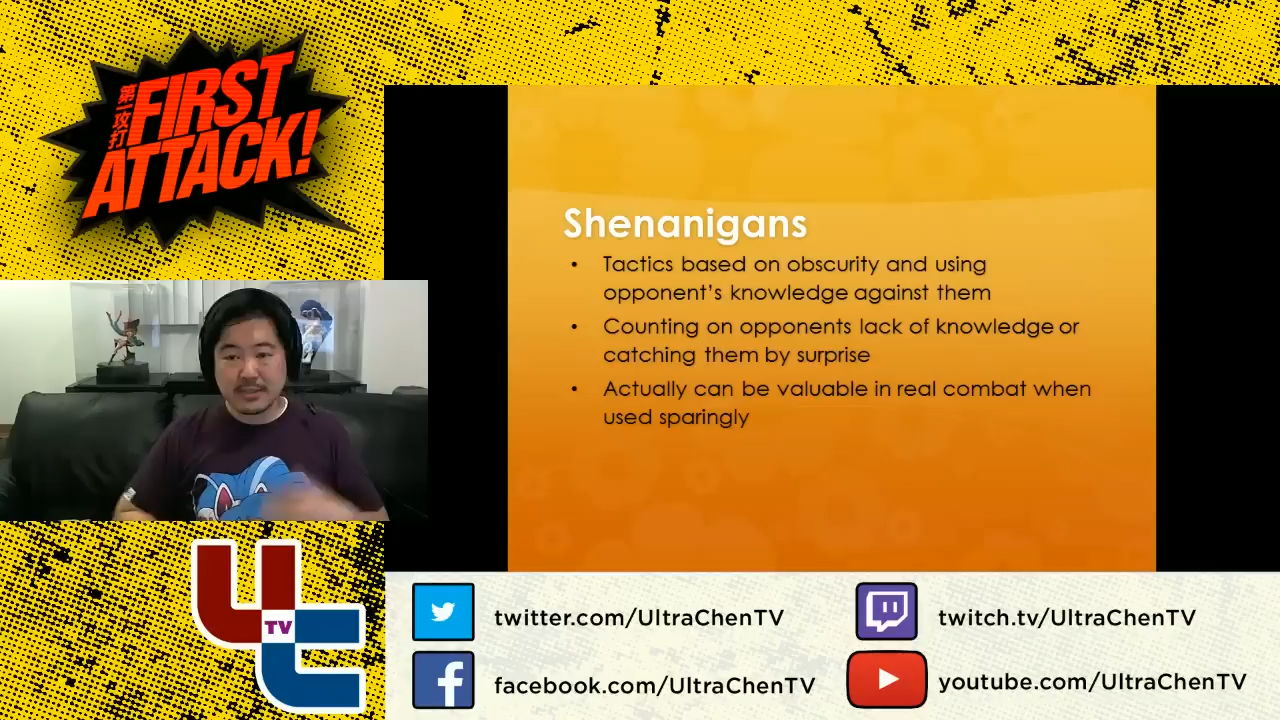 第一攻打
FIRST
ATTACK!
Shenanigans
• Tactics based on obscurity and using
opponent's knowledge against them
• Counting on opponents lack of knowledge or
catching them by surprise
• Actually can be valuable in real combat when
used sparingly
UC
TV
twitter.com/UltraChenTV
twitch.tv/UltraChenTV
facebook.com/UltraChenTV
youtube.com/UltraChenTV